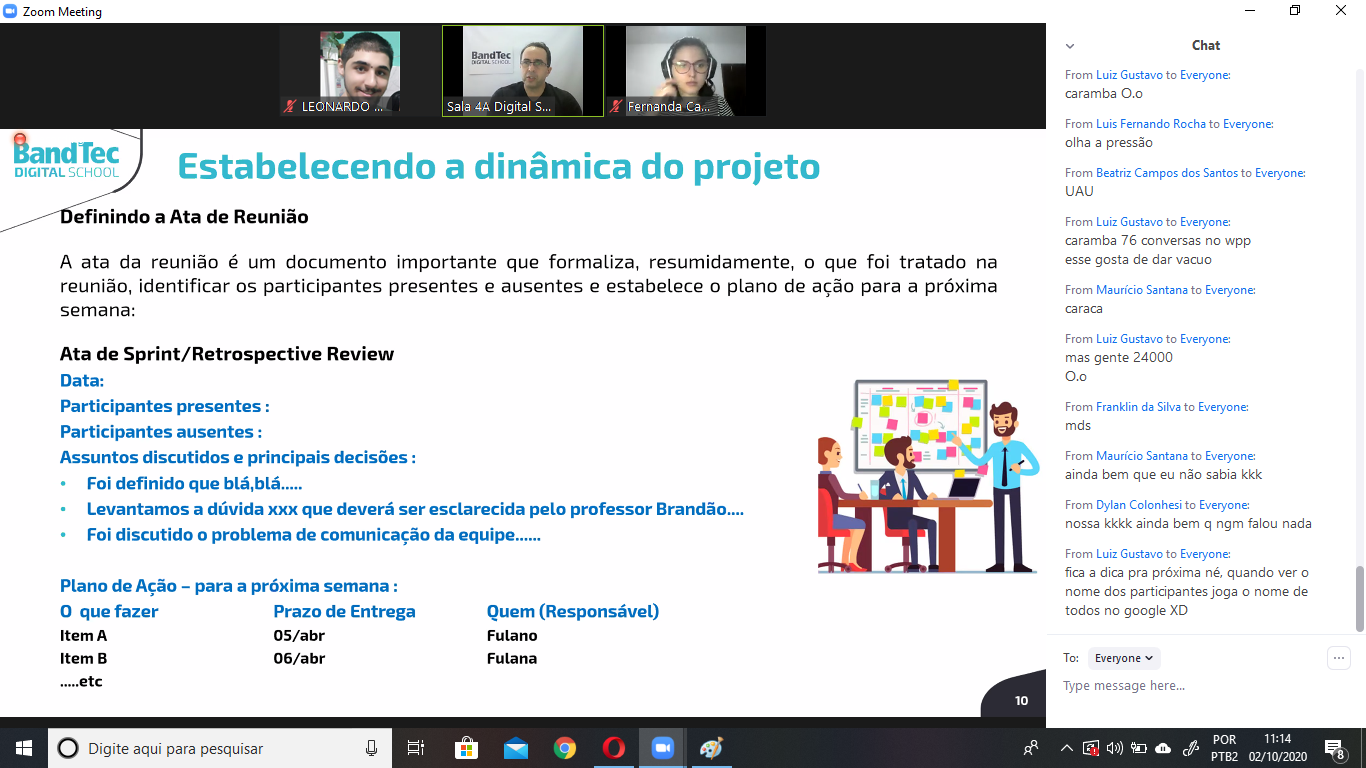 Zoom Meeting
LEONARDO ...
BandTec
DIGITAL SCHOOL
Sala 4A Digital S...
Fernanda Ca...
BandTec
DIGITAL SCHOOL
Estabelecendo a dinâmica do projeto
Definindo a Ata de Reunião
A ata da reunião é um documento importante que formaliza, resumidamente, o que foi tratado na
reunião, identificar os participantes presentes e ausentes e estabelece o plano de ação para a próxima
semana:
Ata de Sprint/Retrospective Review
Data:
Participantes presentes :
Participantes ausentes :
Assuntos discutidos e principais decisões :
• Foi definido que blá,blá.....
• Levantamos a dúvida xxx que deverá ser esclarecida pelo professor Brandão....
• Foi discutido o problema de comunicação da equipe......
Plano de Ação – para a próxima semana :
O que fazer Prazo de Entrega Quem (Responsável)
Item A 05/abr Fulano
Item B 06/abr Fulana
.....etc
10
Chat
From Luiz Gustavo to Everyone:
caramba O.o
From Luis Fernando Rocha to Everyone:
olha a pressão
From Beatriz Campos dos Santos to Everyone:
UAU
From Luiz Gustavo to Everyone:
caramba 76 conversas no wpp
esse gosta de dar vacuo
From Maurício Santana to Everyone:
caraca
From Luiz Gustavo to Everyone:
mas gente 24000
O.o
From Franklin da Silva to Everyone:
mds
From Maurício Santana to Everyone:
ainda bem que eu não sabia kkk
From Dylan Colonhesi to Everyone:
nossa kkkk ainda bem q ngm falou nada
From Luiz Gustavo to Everyone:
fica a dica pra próxima né, quando ver o
nome dos participantes joga o nome de
todos no google XD
To: Everyone
Type message here...
Digite aqui para pesquisar
POR
PTB2
11:14
02/10/2020
8